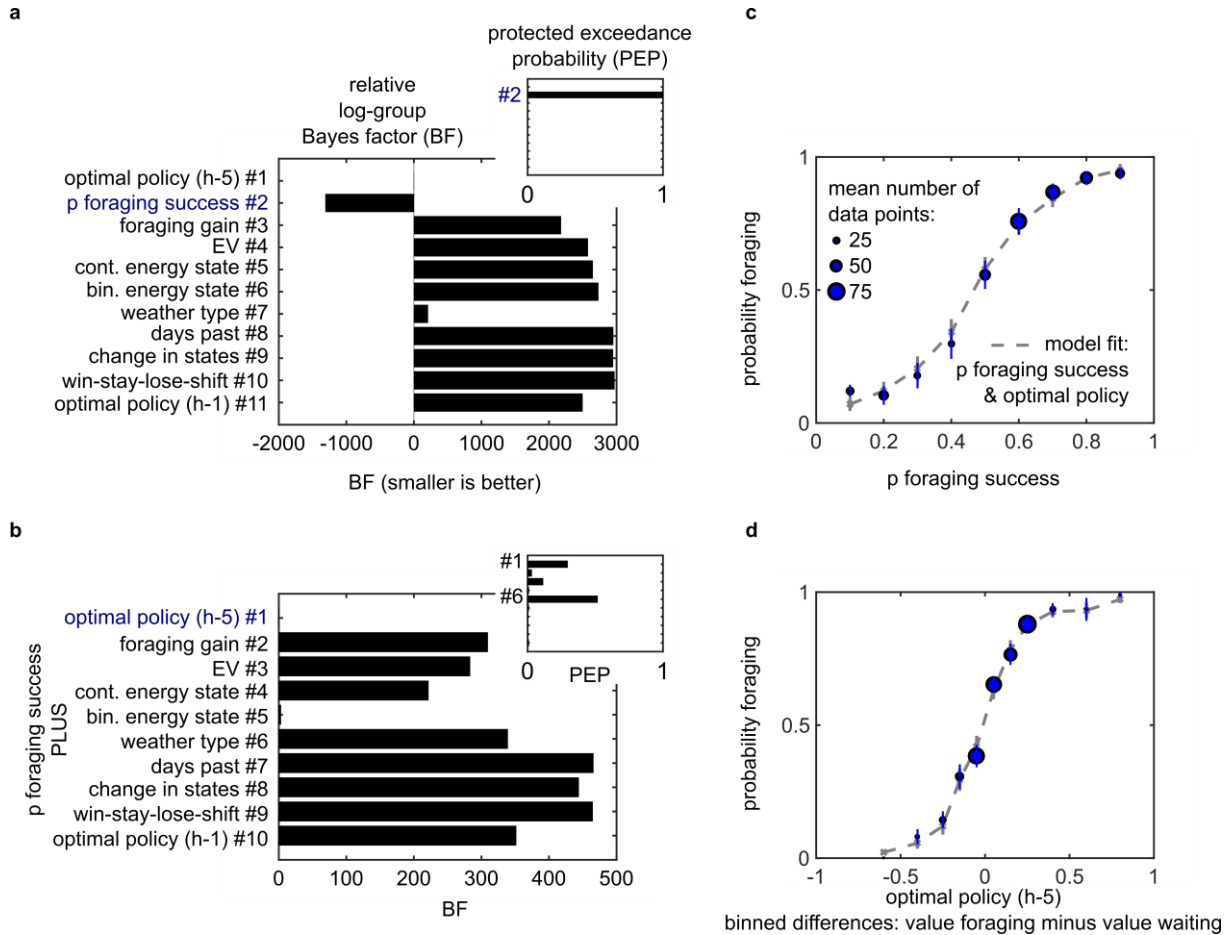 a
protected exceedance
probability (PEP)
#2
0
1
relative
log-group
Bayes factor (BF)
optimal policy (h-5) #1
p foraging success #2
foraging gain #3
EV #4
cont. energy state #5
bin. energy state #6
weather type #7
days past #8
change in states #9
win-stay-lose-shift #10
optimal policy (h-1) #11
-2000 -1000 0 1000 2000 3000
BF (smaller is better)
b
#1
#6
0 PEP 1
p foraging success
PLUS
optimal policy (h-5) #1
foraging gain #2
EV #3
cont. energy state #4
bin. energy state #5
weather type #6
days past #7
change in states #8
win-stay-lose-shift #9
optimal policy (h-1) #10
0 100 200 300 400 500
BF
c
1
0.5
0
probability foraging
mean number of
data points:
25
50
75
model fit:
p foraging success
& optimal policy
0 0.2 0.4 0.6 0.8 1
p foraging success
d
1
0.5
0
probability foraging
-1 -0.5 0 0.5 1
optimal policy (h-5)
binned differences: value foraging minus value waiting